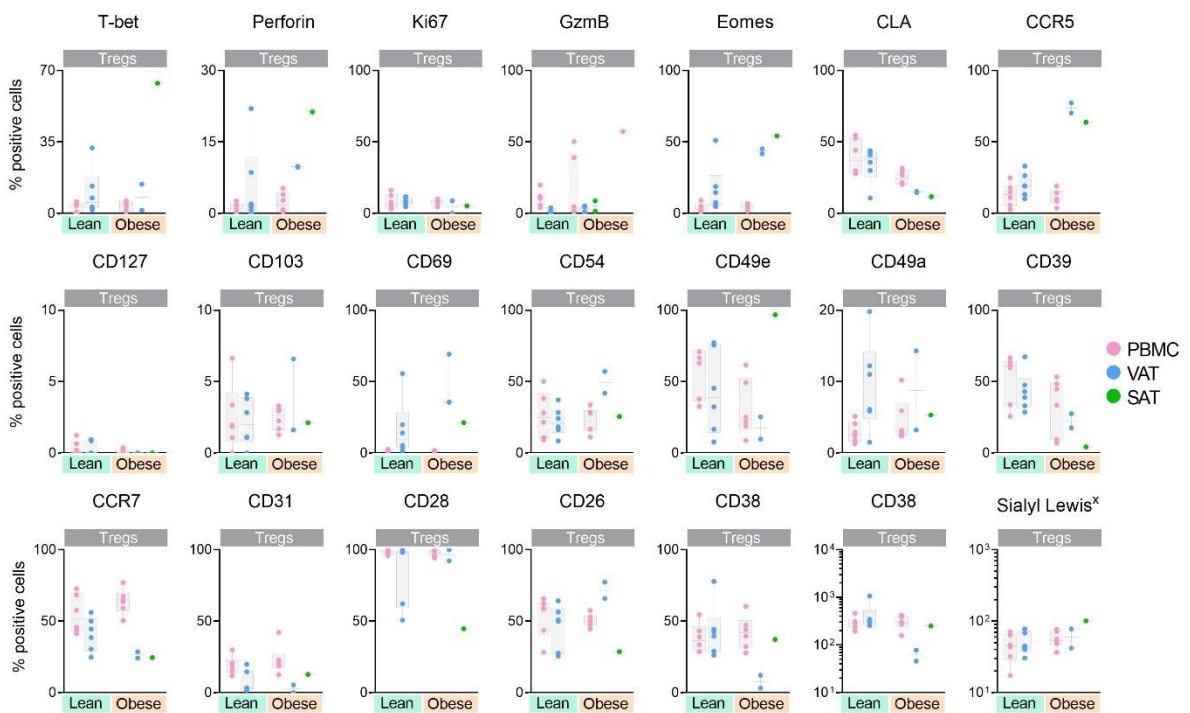 T-bet Perforin Ki67 GzmB Eomes CLA CCR5
Tregs Tregs Tregs Tregs Tregs Tregs Tregs
% positive cells
70 30 100 100 100 100 100
35 15 50 50 50 50 50
0 0 0 0 0 0 0
Lean Obese Lean Obese Lean Obese Lean Obese Lean Obese Lean Obese Lean Obese
CD127 CD103 CD69 CD54 CD49e CD49a CD39
Tregs Tregs Tregs Tregs Tregs Tregs Tregs
% positive cells
10 10 100 100 100 20 100
5 5 50 50 50 10 50
0 0 0 0 0 0 0
Lean Obese Lean Obese Lean Obese Lean Obese Lean Obese Lean Obese Lean Obese
PBMC
VAT
SAT
CCR7 CD31 CD28 CD26 CD38 CD38 Sialyl Lewisˣ
Tregs Tregs Tregs Tregs Tregs Tregs Tregs
% positive cells
100 100 100 100 100 10⁴ 10³
10³
50 50 50 50 50 10²
10²
0 0 0 0 0 10¹ 10¹
Lean Obese Lean Obese Lean Obese Lean Obese Lean Obese Lean Obese Lean Obese